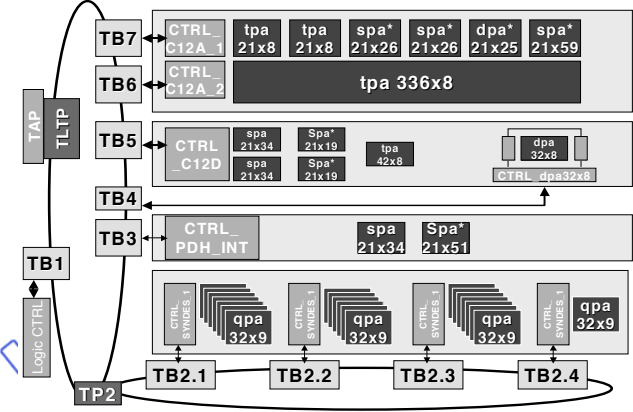 TB7
CTRL_
C12A_1
tpa
21x8
tpa
21x8
spa*
21x26
spa*
21x26
dpa*
21x25
spa*
21x59
TB6
CTRL_
C12A_2
tpa 336x8
TAP
TLTP
TB5
CTRL
_C12D
spa
21x34
Spa*
21x19
spa
21x34
Spa*
21x19
tpa
42x8
dpa
32x8
CTRL_dpa32x8
TB4
TB3
CTRL_
PDH_INT
spa
21x34
Spa*
21x51
TB1
Logic CTRL
CTRL_
SYNDES_1
qpa
32x9
CTRL_
SYNDES_1
qpa
32x9
CTRL_
SYNDES_1
qpa
32x9
CTRL_
SYNDES_1
qpa
32x9
TB2.1
TB2.2
TB2.3
TB2.4
TP2